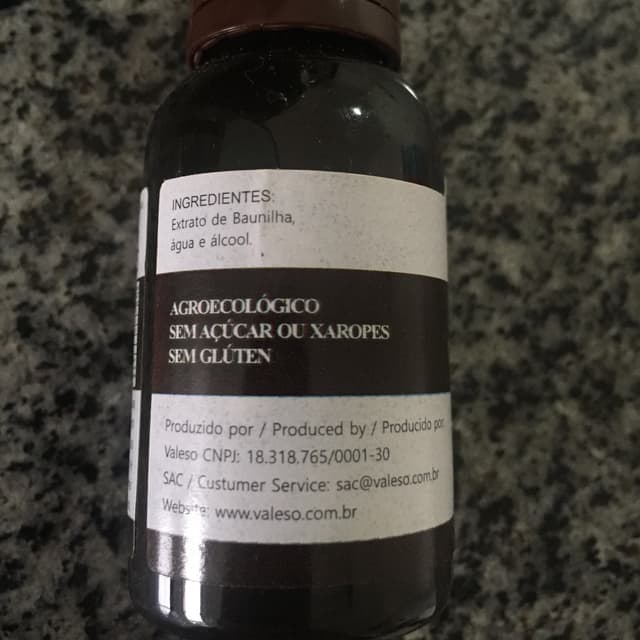 INGREDIENTES:
Extrato de Baunilha,
água e álcool.
AGROECOLÓGICO
SEM AÇÚCAR OU XAROPES
SEM GLÚTEN
Produzido por / Produced by / Producido por
Valeso CNPJ: 18.318.765/0001-30
SAC / Custumer Service: sac@valeso.com.br
Website: www.valeso.com.br